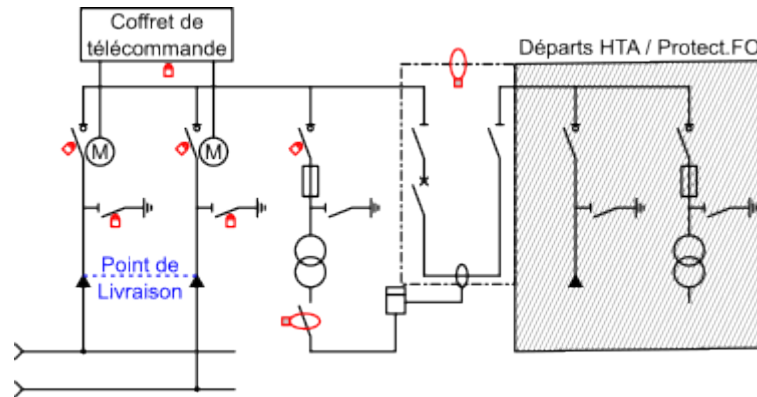 Coffret de
télécommande
Départs HTA / Protect.FO
M
M
Point de
Livraison